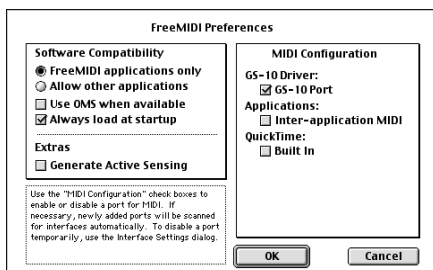 FreeMIDI Preferences
Software Compatibility
FreeMIDI applications only
Allow other applications
Use OMS when available
Always load at startup
Extras
Generate Active Sensing
Use the "MIDI Configuration" check boxes to
enable or disable a port for MIDI. If
necessary, newly added ports will be scanned
for interfaces automatically. To disable a port
temporarily, use the Interface Settings dialog.
MIDI Configuration
GS-10 Driver:
GS-10 Port
Applications:
Inter-application MIDI
QuickTime:
Built In
OK
Cancel